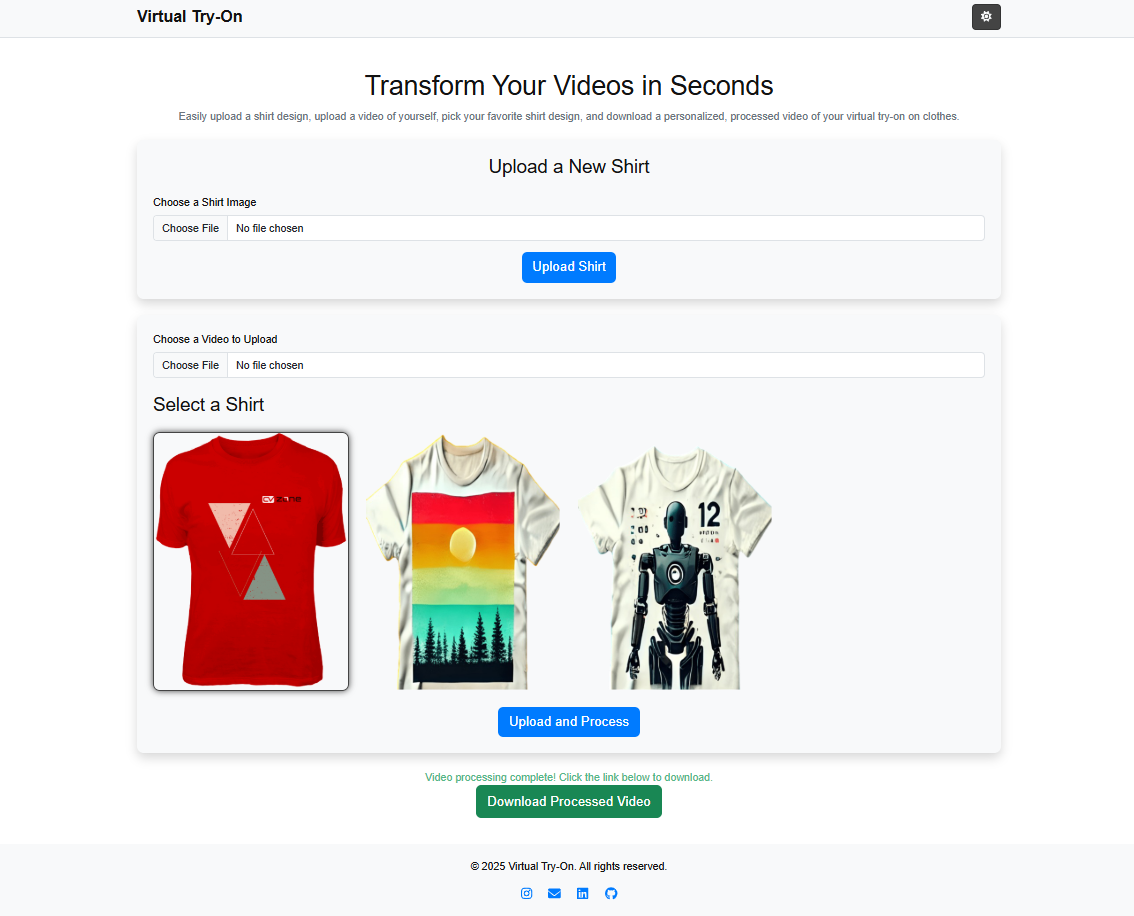 Virtual Try-On
Transform Your Videos in Seconds
Easily upload a shirt design, upload a video of yourself, pick your favorite shirt design, and download a personalized, processed video of your virtual try-on on clothes.
Upload a New Shirt
Choose a Shirt Image
Choose File No file chosen
Upload Shirt
Choose a Video to Upload
Choose File No file chosen
Select a Shirt
CV
12
Upload and Process
Video processing complete! Click the link below to download.
Download Processed Video
© 2025 Virtual Try-On. All rights reserved.